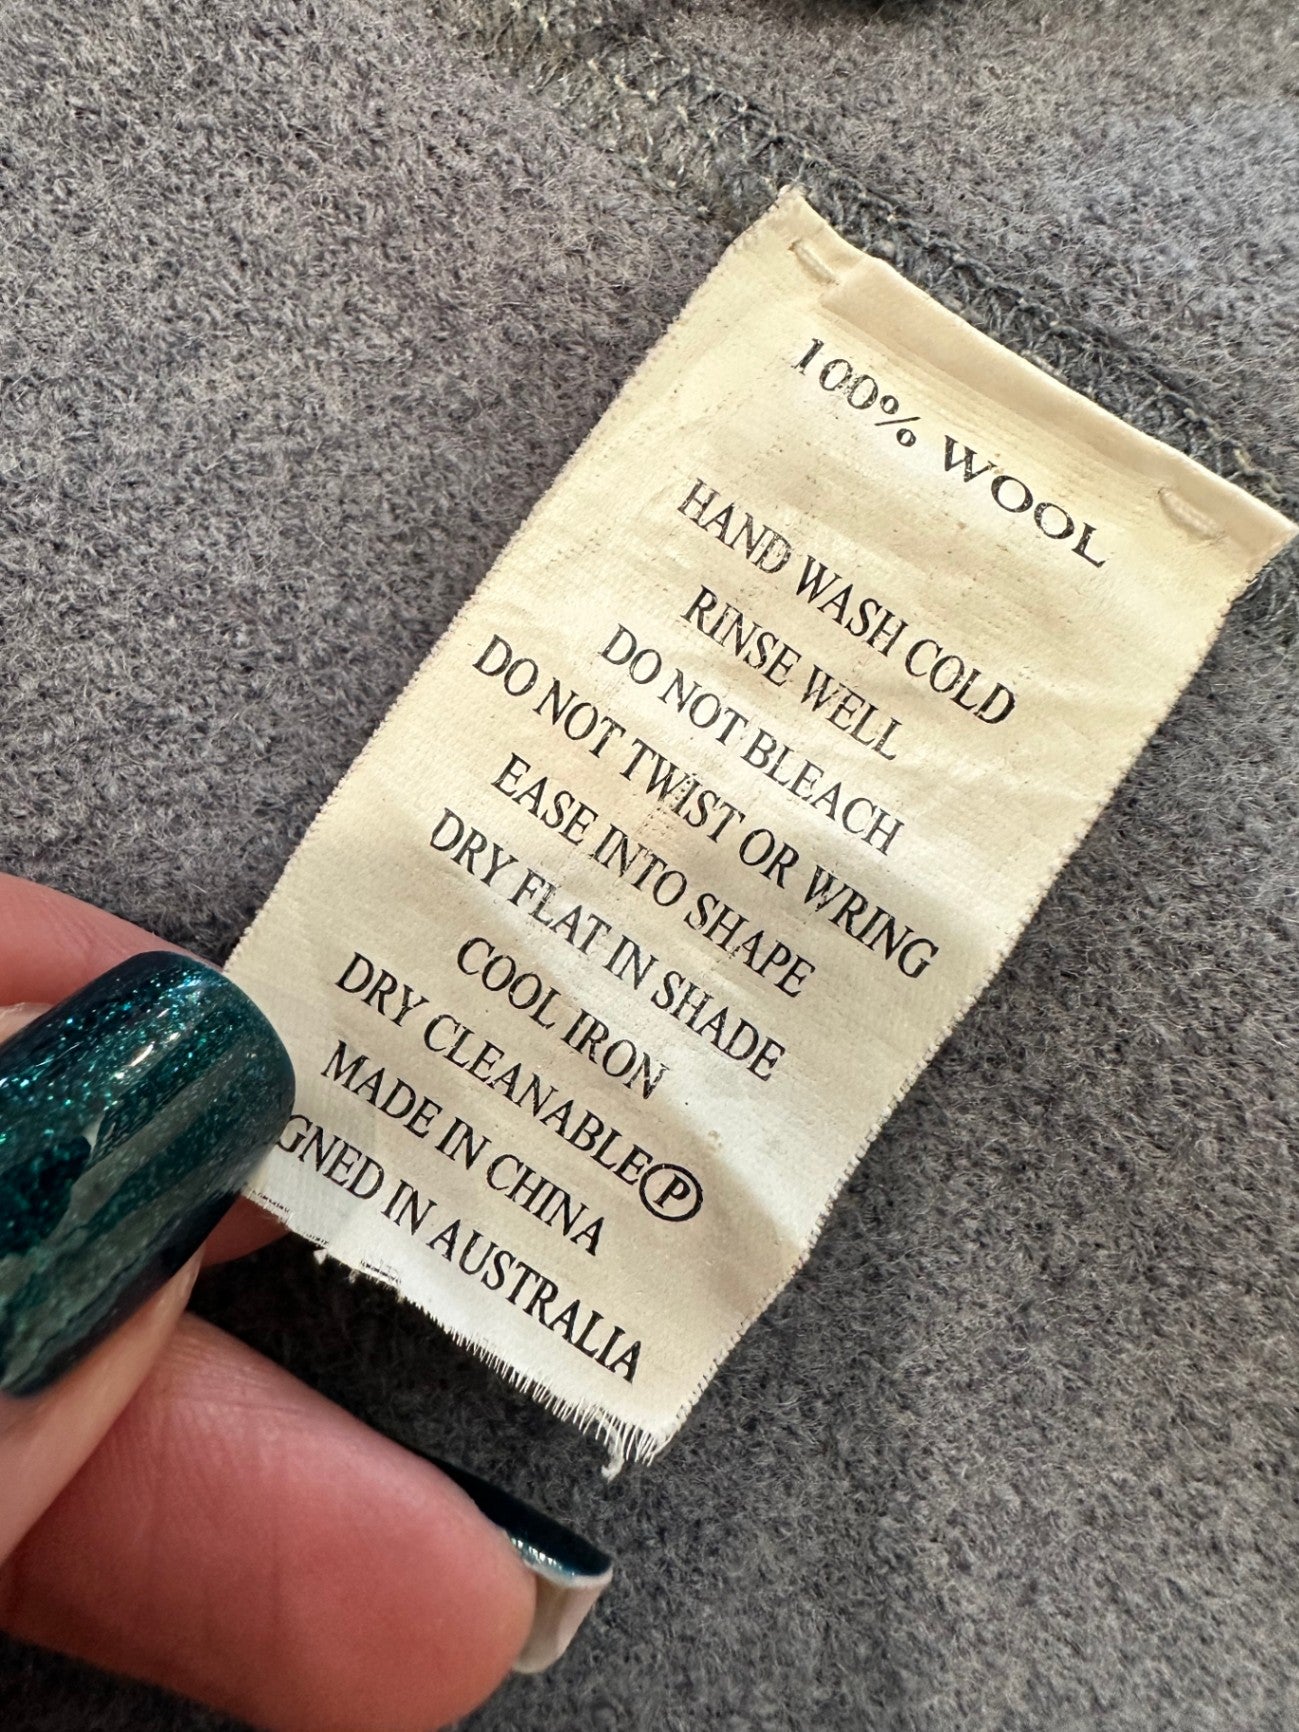 100% WOOL
HAND WASH COLD
RINSE WELL
DO NOT BLEACH
DO NOT TWIST OR WRING
EASE INTO SHAPE
DRY FLAT IN SHADE
COOL IRON
DRY CLEANABLE Ⓟ
MADE IN CHINA
GNED IN AUSTRALIA